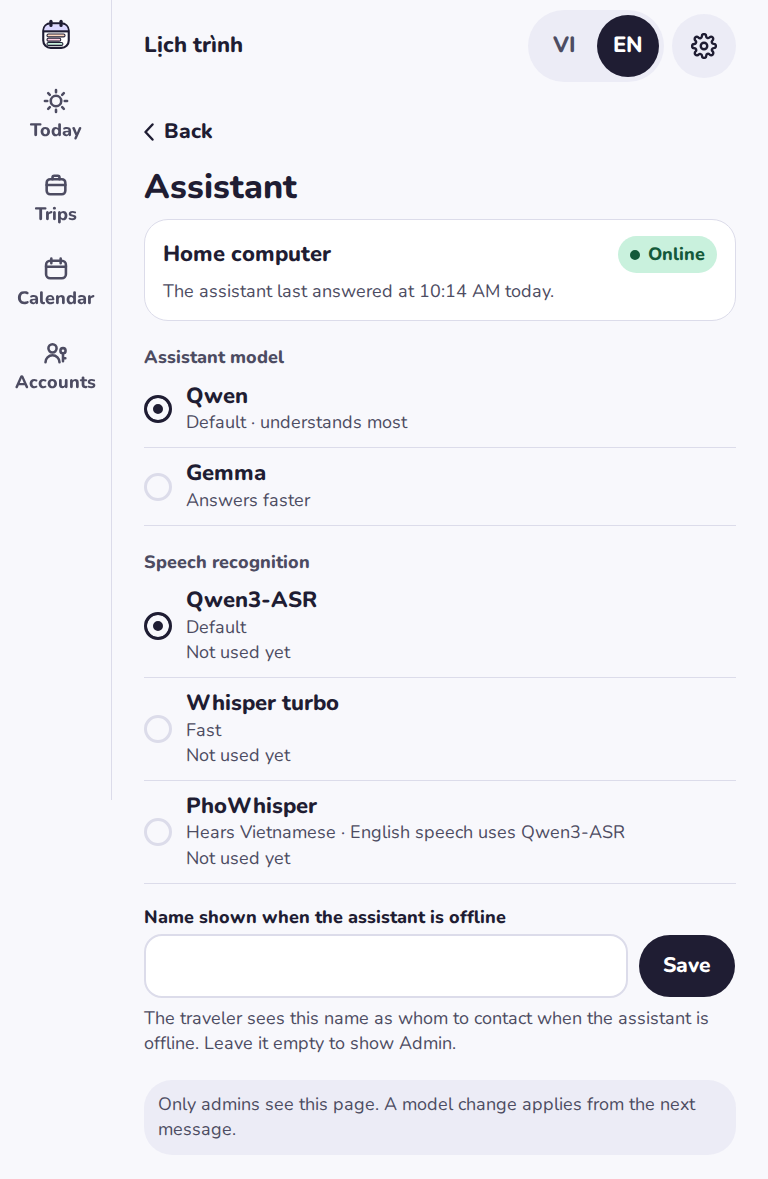 Lịch trình
VI
EN
Today
Trips
Calendar
Accounts
Back
Assistant
Home computer
Online
The assistant last answered at 10:14 AM today.
Assistant model
Qwen
Default · understands most
Gemma
Answers faster
Speech recognition
Qwen3-ASR
Default
Not used yet
Whisper turbo
Fast
Not used yet
PhoWhisper
Hears Vietnamese · English speech uses Qwen3-ASR
Not used yet
Name shown when the assistant is offline
Save
The traveler sees this name as whom to contact when the assistant is
offline. Leave it empty to show Admin.
Only admins see this page. A model change applies from the next
message.